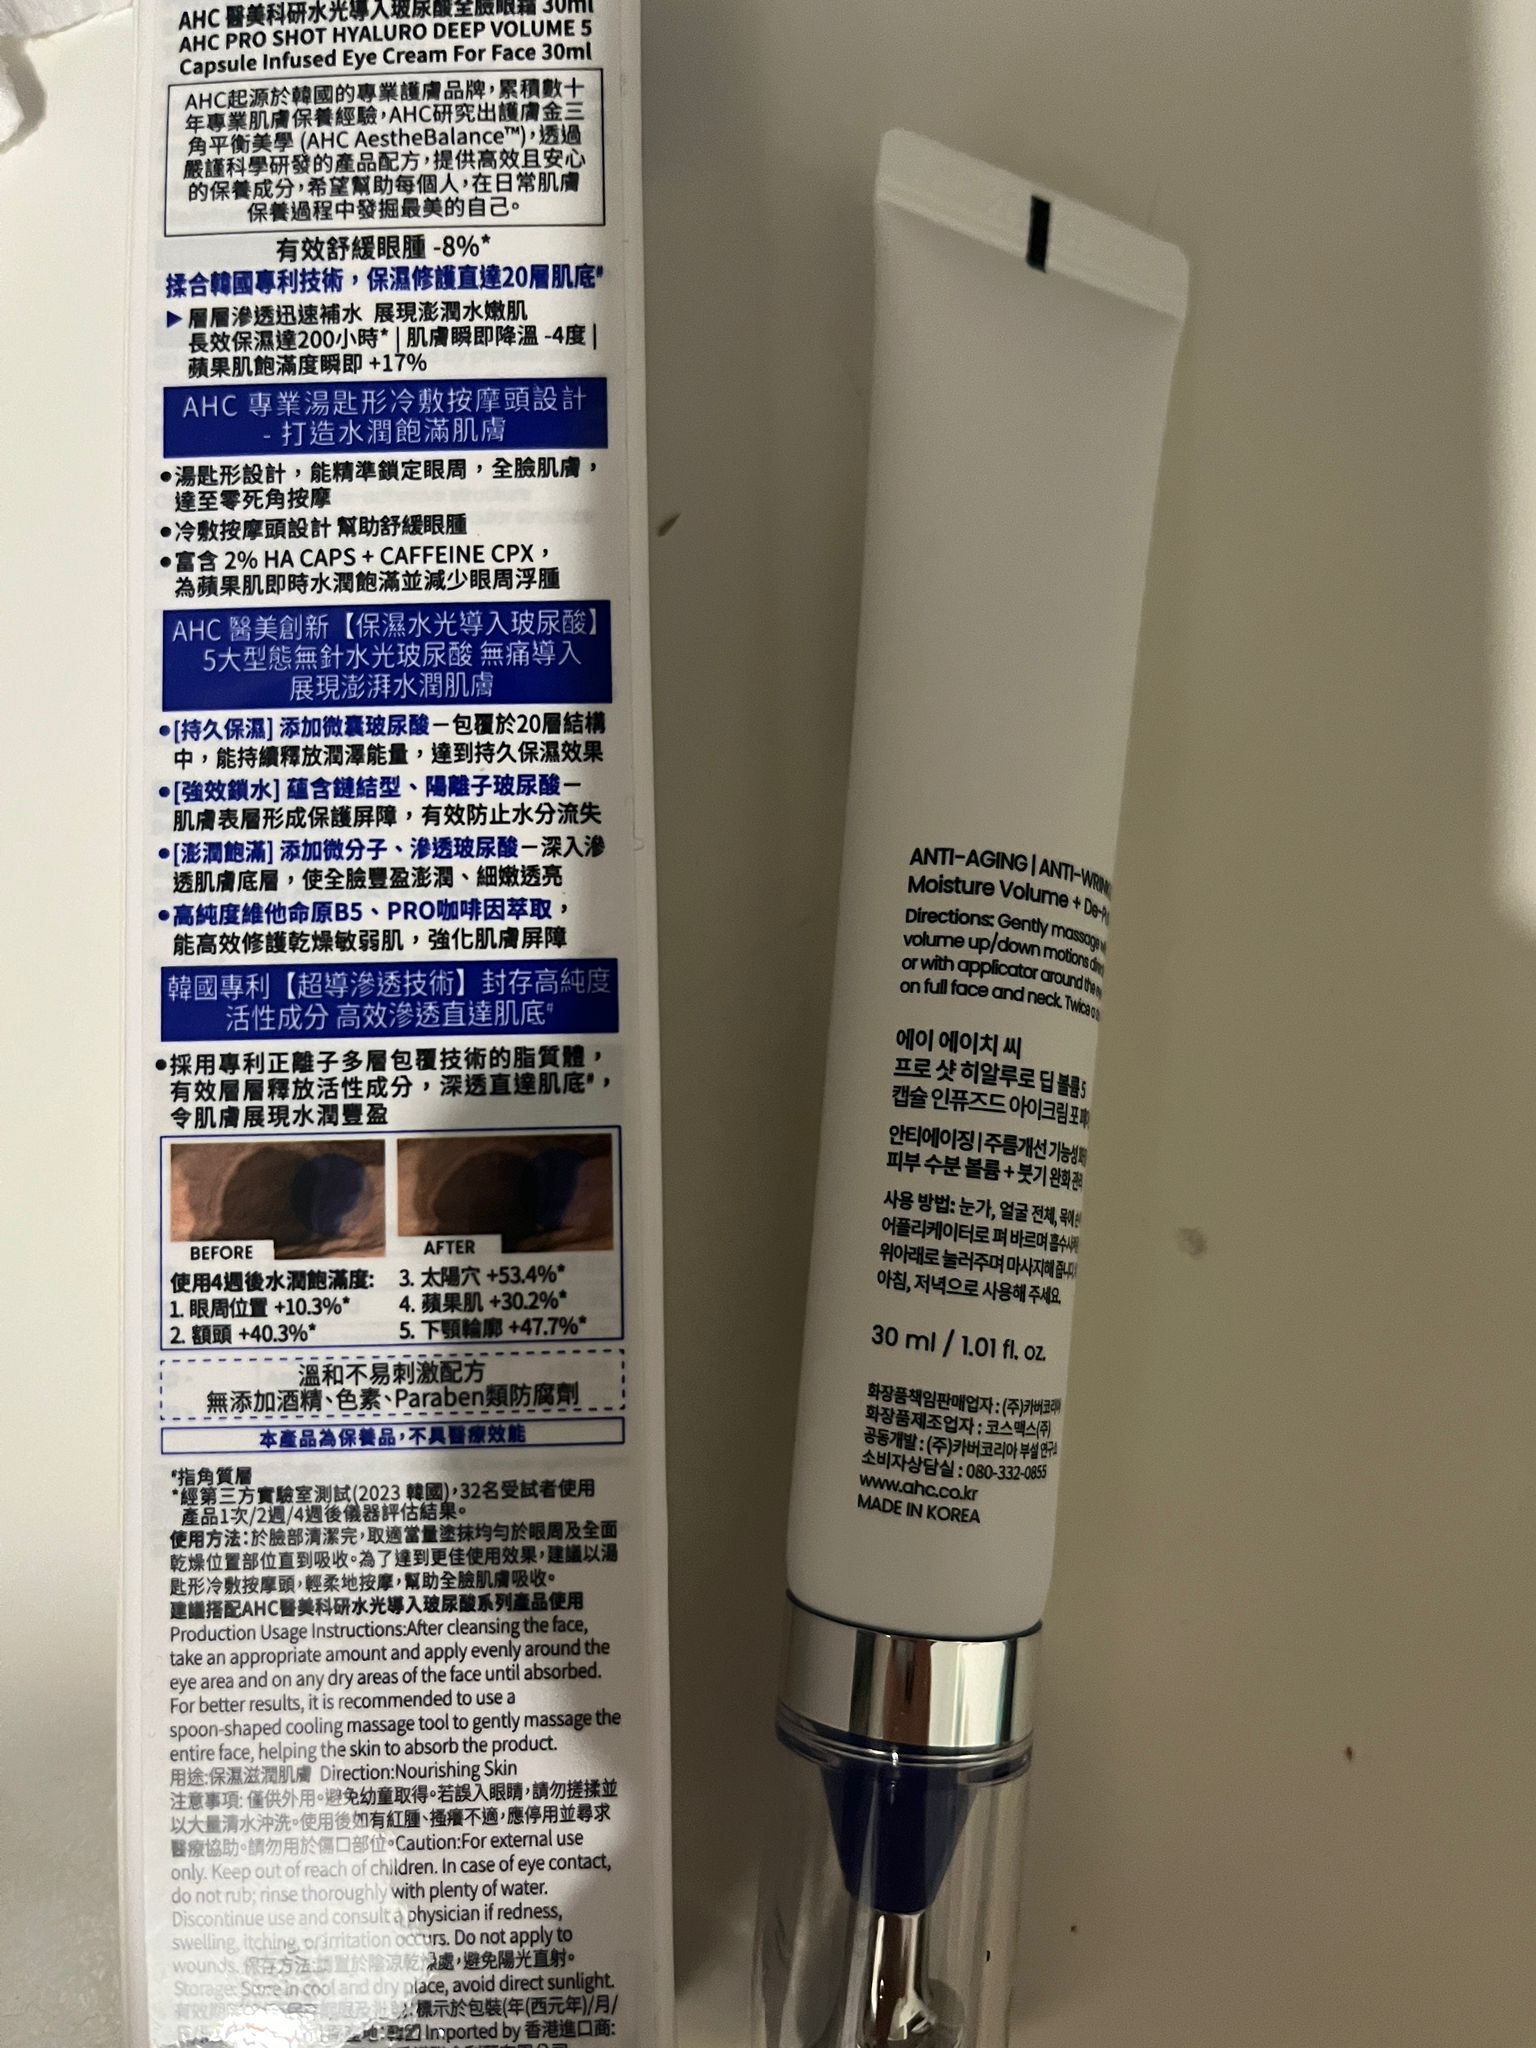 AHC 醫美科研水光導入玻尿酸全臉眼霜 30ml
AHC PRO SHOT HYALURO DEEP VOLUME 5
Capsule Infused Eye Cream For Face 30ml
AHC起源於韓國的專業護膚品牌，累積數十
年專業肌膚保養經驗，AHC研究出護膚金三
角平衡美學 (AHC AestheBalance™)，透過
嚴謹科學研發的產品配方，提供高效且安心
的保養成分，希望幫助每個人，在日常肌膚
保養過程中發掘最美的自己。
有效舒緩眼腫 -8%*
揉合韓國專利技術，保濕修護直達20層肌底#
▶ 層層滲透迅速補水 展現澎潤水嫩肌
長效保濕達200小時* | 肌膚瞬即降溫 -4度 |
蘋果肌飽滿度瞬即 +17%
AHC 專業湯匙形冷敷按摩頭設計
- 打造水潤飽滿肌膚
•湯匙形設計，能精準鎖定眼周，全臉肌膚，
達至零死角按摩
•冷敷按摩頭設計 幫助舒緩眼腫
•富含 2% HA CAPS + CAFFEINE CPX，
為蘋果肌即時水潤飽滿並減少眼周浮腫
AHC 醫美創新【保濕水光導入玻尿酸】
5大型態無針水光玻尿酸 無痛導入
展現澎湃水潤肌膚
•[持久保濕] 添加微囊玻尿酸－包覆於20層結構
中，能持續釋放潤澤能量，達到持久保濕效果
•[強效鎖水] 蘊含鏈結型、陽離子玻尿酸－
肌膚表層形成保護屏障，有效防止水分流失
•[澎潤飽滿] 添加微分子、滲透玻尿酸－深入滲
透肌膚底層，使全臉豐盈澎潤、細嫩透亮
•高純度維他命原B5、PRO咖啡因萃取，
能高效修護乾燥敏弱肌，強化肌膚屏障
韓國專利【超導滲透技術】封存高純度
活性成分 高效滲透直達肌底#
•採用專利正離子多層包覆技術的脂質體，
有效層層釋放活性成分，深透直達肌底#，
令肌膚展現水潤豐盈
BEFORE
AFTER
使用4週後水潤飽滿度:
1. 眼周位置 +10.3%*
2. 額頭 +40.3%*
3. 太陽穴 +53.4%*
4. 蘋果肌 +30.2%*
5. 下顎輪廓 +47.7%*
溫和不易刺激配方
無添加酒精、色素、Paraben類防腐劑
本產品為保養品，不具醫療效能
#指角質層
*經第三方實驗室測試(2023 韓國)，32名受試者使用
產品1次/2週/4週後儀器評估結果。
使用方法：於臉部清潔完，取適當量塗抹均勻於眼周及全面
乾燥位置部位直到吸收。為了達到更佳使用效果，建議以湯
匙形冷敷按摩頭，輕柔地按摩，幫助全臉肌膚吸收。
建議搭配AHC醫美科研水光導入玻尿酸系列產品使用
Production Usage Instructions:After cleansing the face,
take an appropriate amount and apply evenly around the
eye area and on any dry areas of the face until absorbed.
For better results, it is recommended to use a
spoon-shaped cooling massage tool to gently massage the
entire face, helping the skin to absorb the product.
用途:保濕滋潤肌膚 Direction:Nourishing Skin
注意事項: 僅供外用。避免幼童取得。若誤入眼睛，請勿搓揉並
以大量清水沖洗。使用後如有紅腫、搔癢不適，應停用並尋求
醫療協助。請勿用於傷口部位。Caution:For external use
only. Keep out of reach of children. In case of eye contact,
do not rub; rinse thoroughly with plenty of water.
Discontinue use and consult a physician if redness,
swelling, itching, or irritation occurs. Do not apply to
wounds. 保存方法:請置於陰涼乾燥處，避免陽光直射。
Storage: Store in cool and dry place, avoid direct sunlight.
標示於包裝(年(西元年)/月/
韓國 Imported by 香港進口商:
ANTI-AGING | ANTI-WRIN
Moisture Volume + De-P
Directions: Gently massage
volume up/down motions
or with applicator around the
on full face and neck. Twice
에이 에이치 씨
프로 샷 히알루로 딥 볼륨 5
캡슐 인퓨즈드 아이크림 포
안티에이징 | 주름개선 기능성
피부 수분 볼륨 + 붓기 완화
사용 방법: 눈가, 얼굴 전체, 목에
어플리케이터로 펴 바르며
위아래로 눌러주며 마사지해
아침, 저녁으로 사용해 주세요.
30 ml / 1.01 fl. oz.
화장품책임판매업자 : (주)카버코리아
화장품제조업자 : 코스맥스(주)
공동개발 : (주)카버코리아 부설
소비자상담실 : 080-332-0855
www.ahc.co.kr
MADE IN KOREA